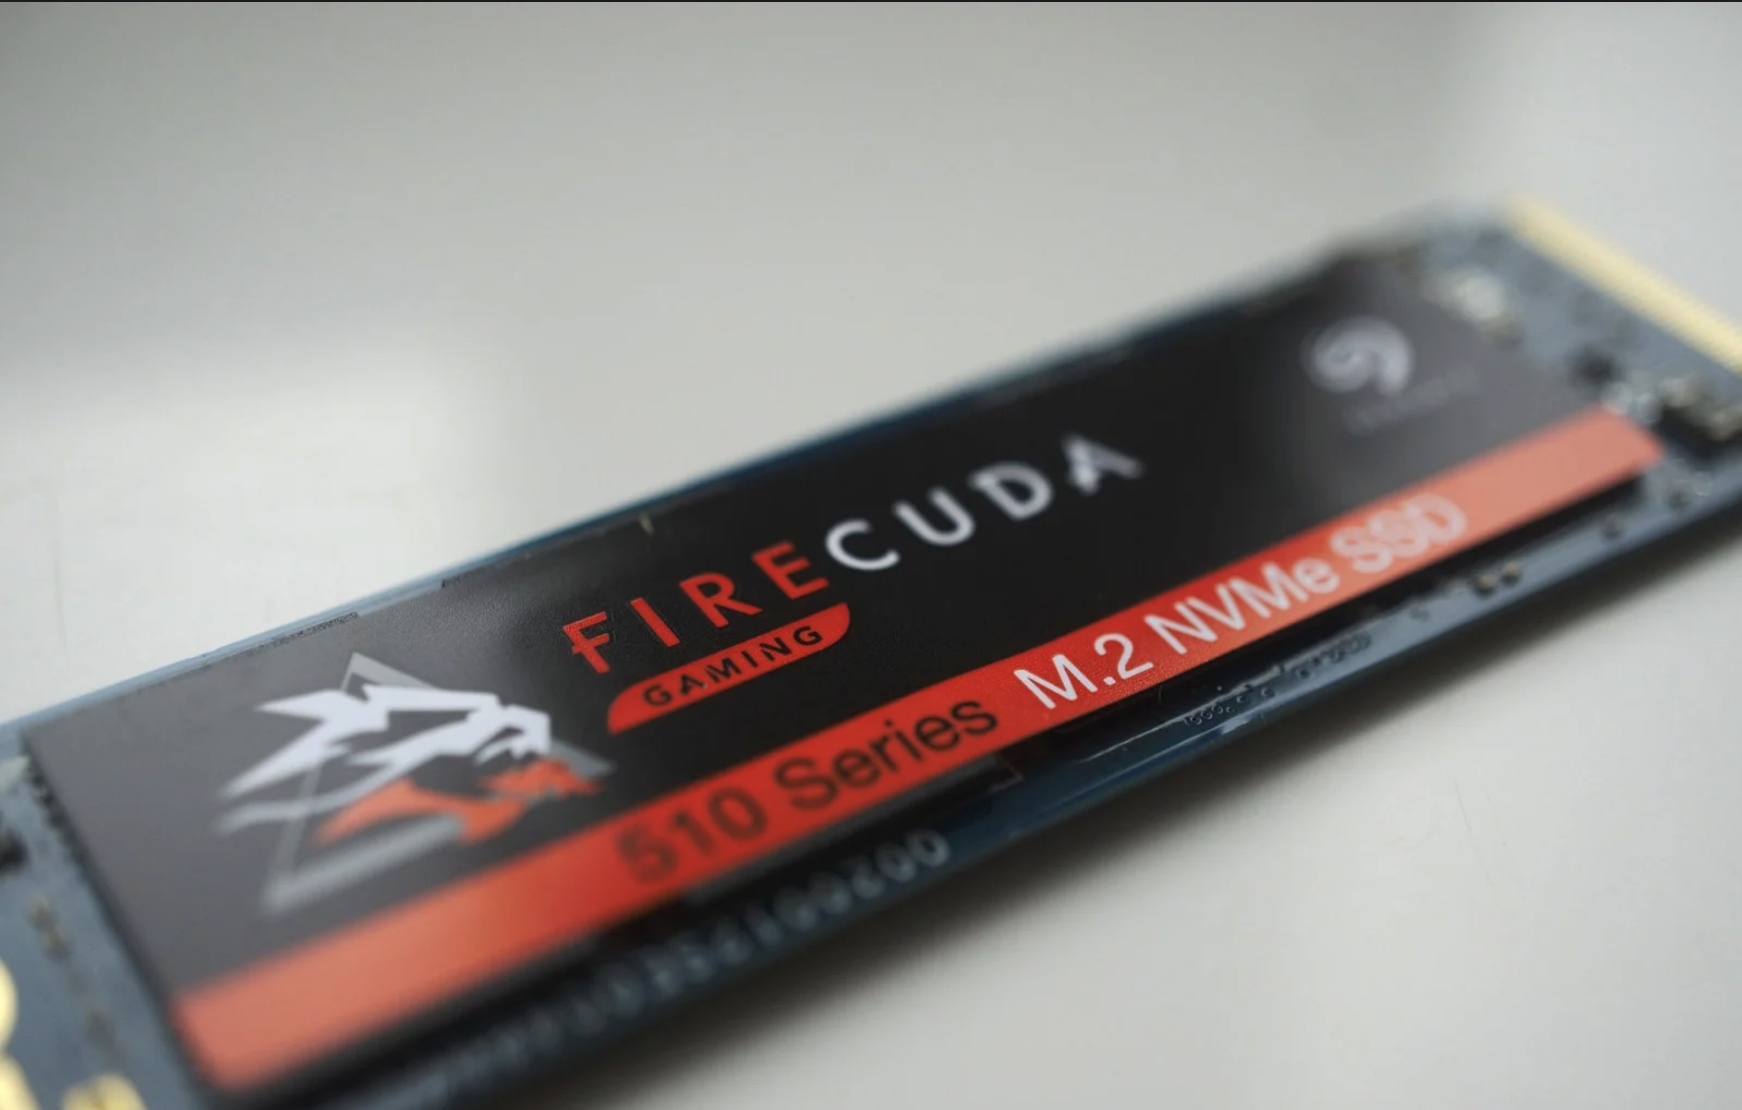 FIRECUDA
GAMING
510 Series M.2 NVMe SSD